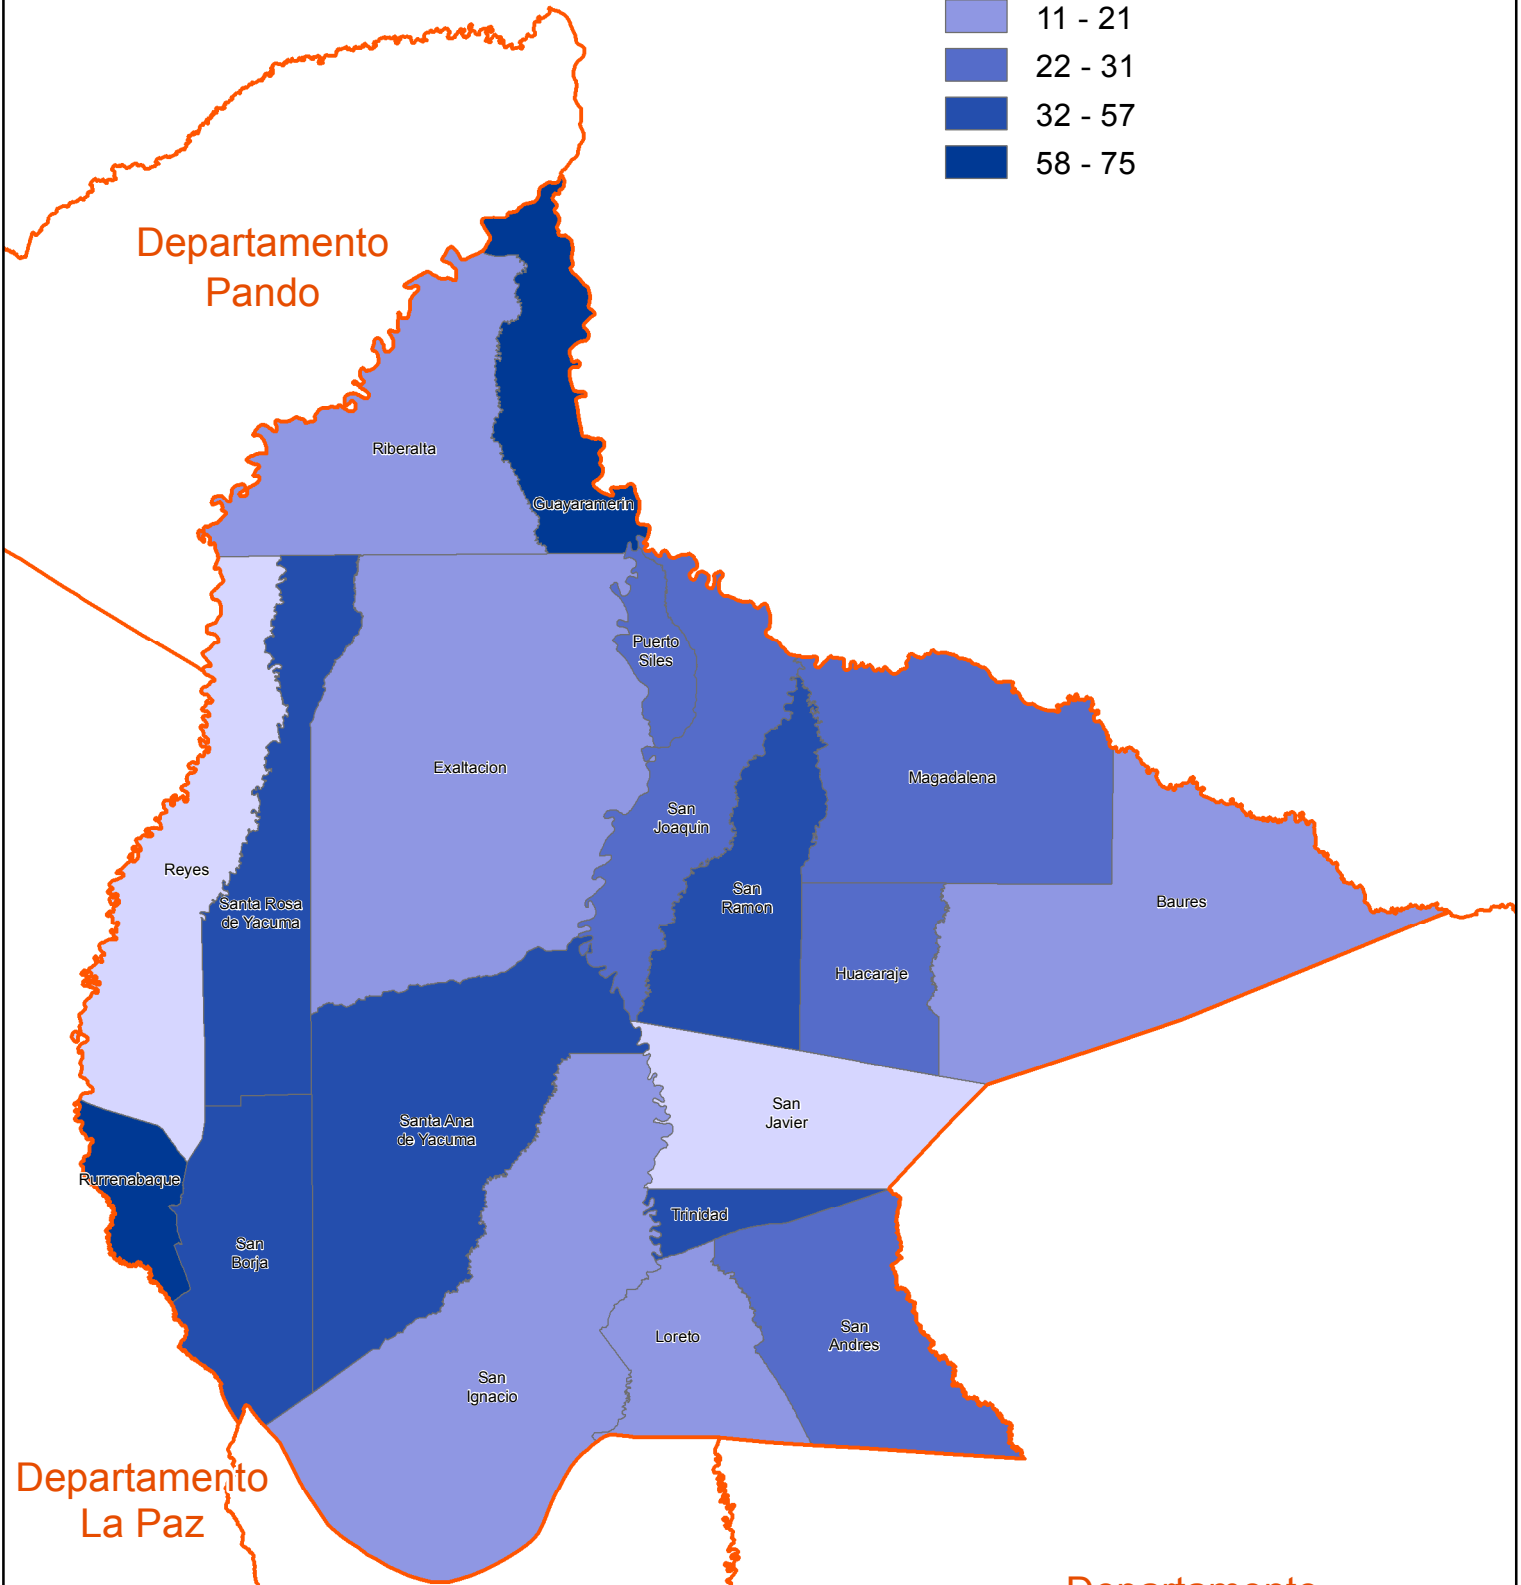 11 - 21
22 - 31
32 - 57
58 - 75
Departamento
Pando
Riberalta
Guayaramerin
Puerto
Siles
Exaltacion
Magadalena
San
Joaquin
Reyes
San
Ramon
Santa Rosa
de Yacuma
Baures
Huacaraje
San
Javier
Santa Ana
de Yacuma
Rurrenabaque
Trinidad
San
Borja
Loreto
San
Andres
San
Ignacio
Departamento
La Paz
Departamento